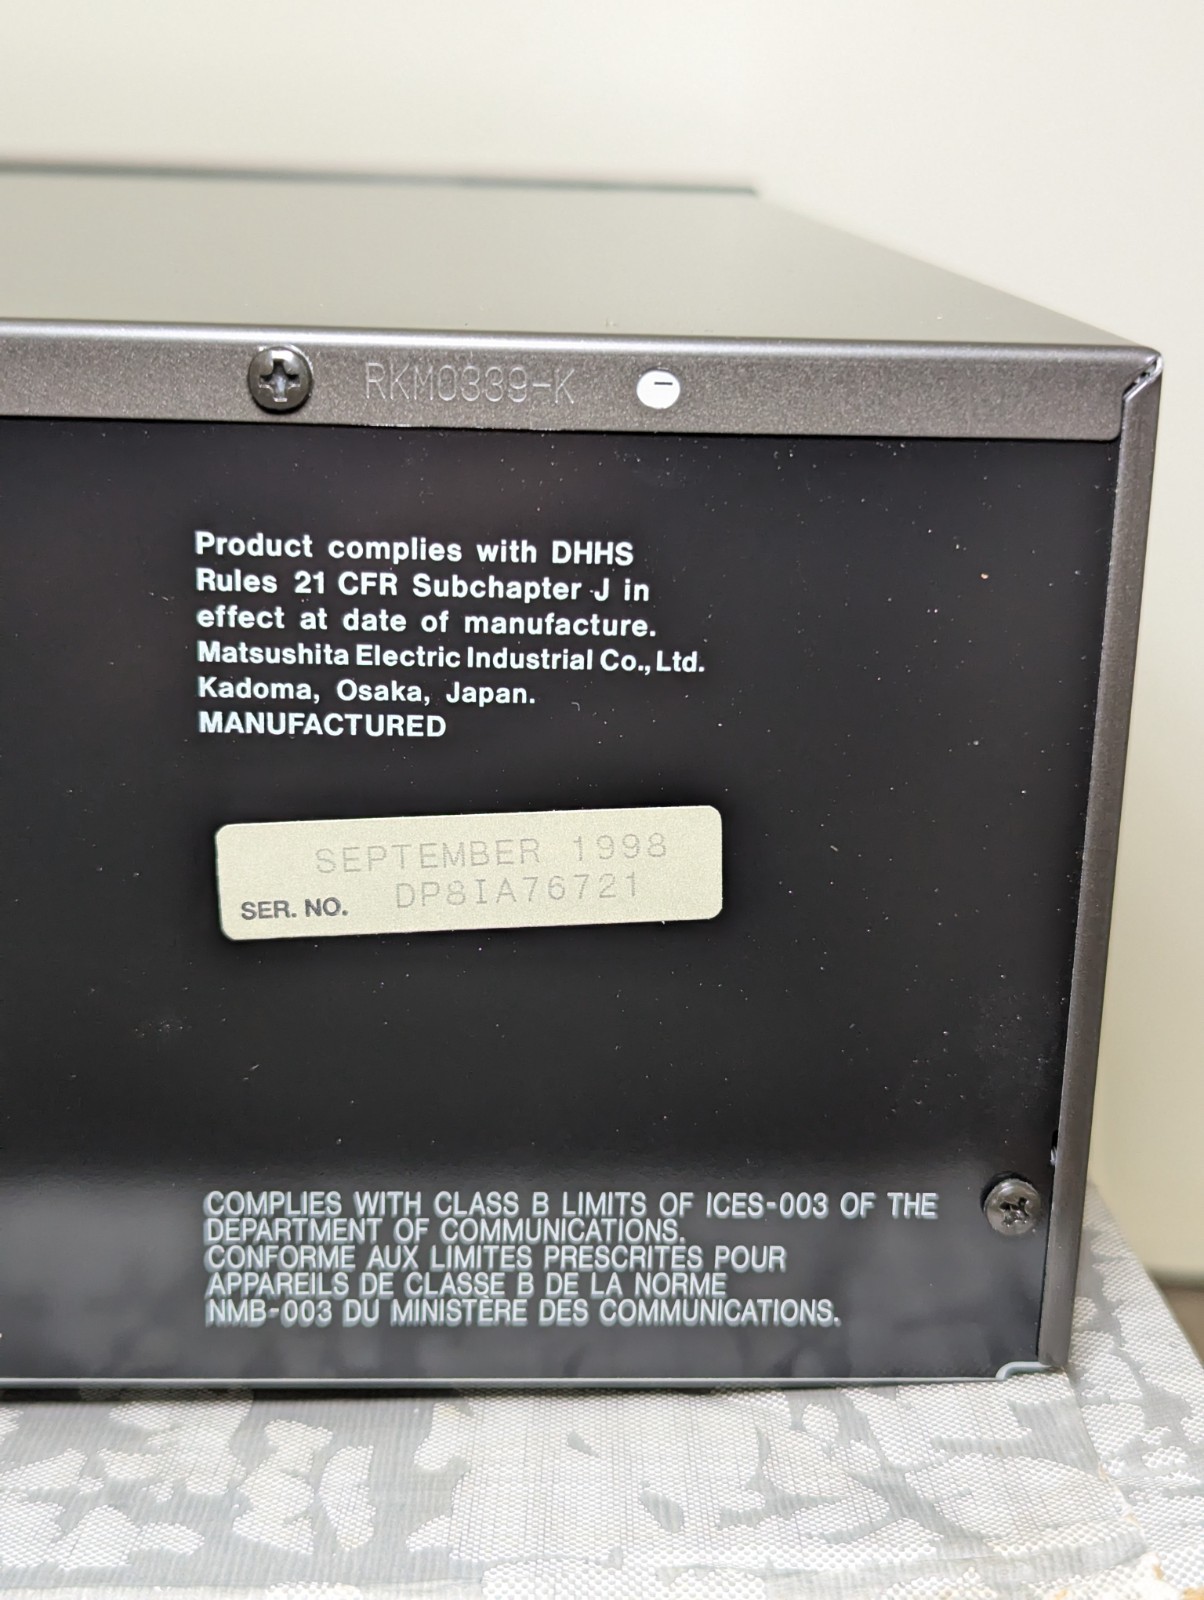 RKM0339-K
Product complies with DHHS
Rules 21 CFR Subchapter J in
effect at date of manufacture.
Matsushita Electric Industrial Co., Ltd.
Kadoma, Osaka, Japan.
MANUFACTURED
SEPTEMBER 1998
SER. NO. DP8IA76721
COMPLIES WITH CLASS B LIMITS OF ICES-003 OF THE
DEPARTMENT OF COMMUNICATIONS.
CONFORME AUX LIMITES PRESCRITES POUR
APPAREILS DE CLASSE B DE LA NORME
NMB-003 DU MINISTÈRE DES COMMUNICATIONS.